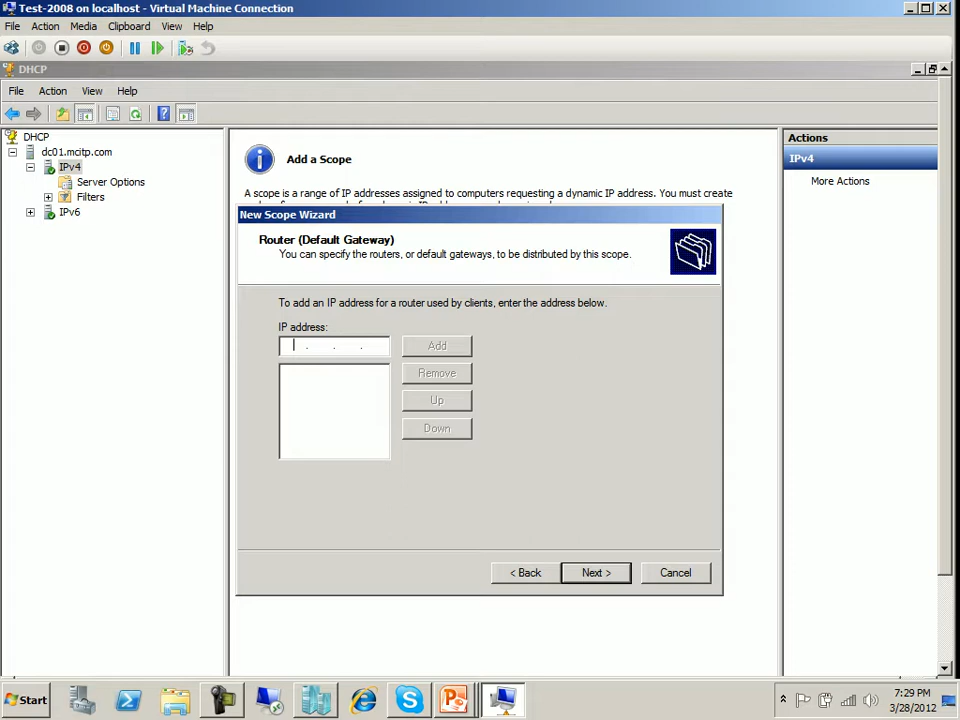 Test-2008 on localhost - Virtual Machine Connection
File Action Media Clipboard View Help
DHCP
File Action View Help
DHCP
dc01.mcitp.com
IPv4
Server Options
Filters
IPv6
Add a Scope
A scope is a range of IP addresses assigned to computers requesting a dynamic IP address. You must create
New Scope Wizard
Router (Default Gateway)
You can specify the routers, or default gateways, to be distributed by this scope.
To add an IP address for a router used by clients, enter the address below.
IP address:
. . .
Add
Remove
Up
Down
< Back Next > Cancel
Actions
IPv4
More Actions
Start
7:29 PM
3/28/2012